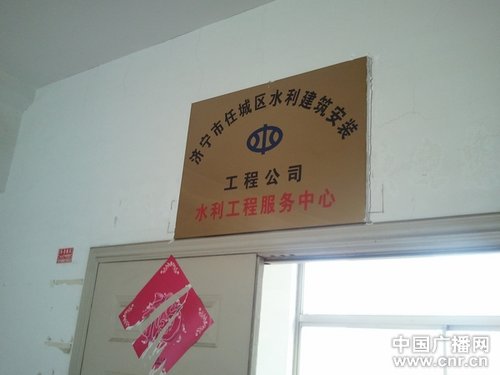 济宁市任城区水利建筑安装
工程公司
水利工程服务中心
中国广播网
www.cnr.cn